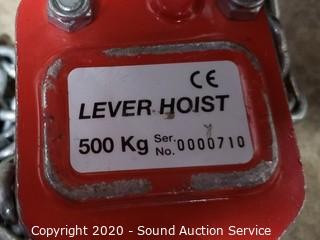 CE
LEVER HOIST
500 Kg Ser. No. 0000710
Copyright 2020 - Sound Auction Service